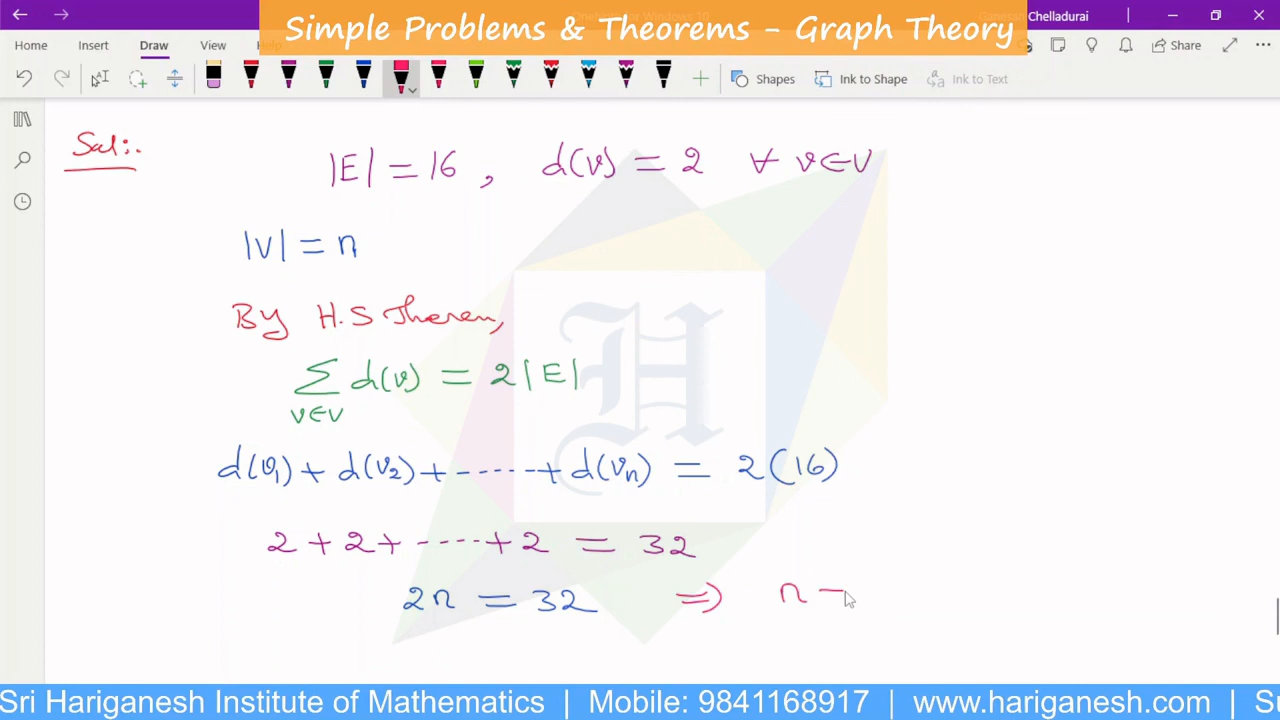 Simple Problems & Theorems - Graph Theory
Chelladurai
Home Insert Draw View Share
Shapes Ink to Shape Ink to Text
Sol:-
|E| = 16 , d(v) = 2 ∀ v∈V
|V| = n
By H.S Theorem,
∑ d(v) = 2|E|
v∈V
d(v₁) + d(v₂) + ----- + d(vₙ) = 2(16)
2 + 2 + ----- + 2 = 32
2n = 32 ⇒ n -
H
Sri Hariganesh Institute of Mathematics | Mobile: 9841168917 | www.hariganesh.com | Su